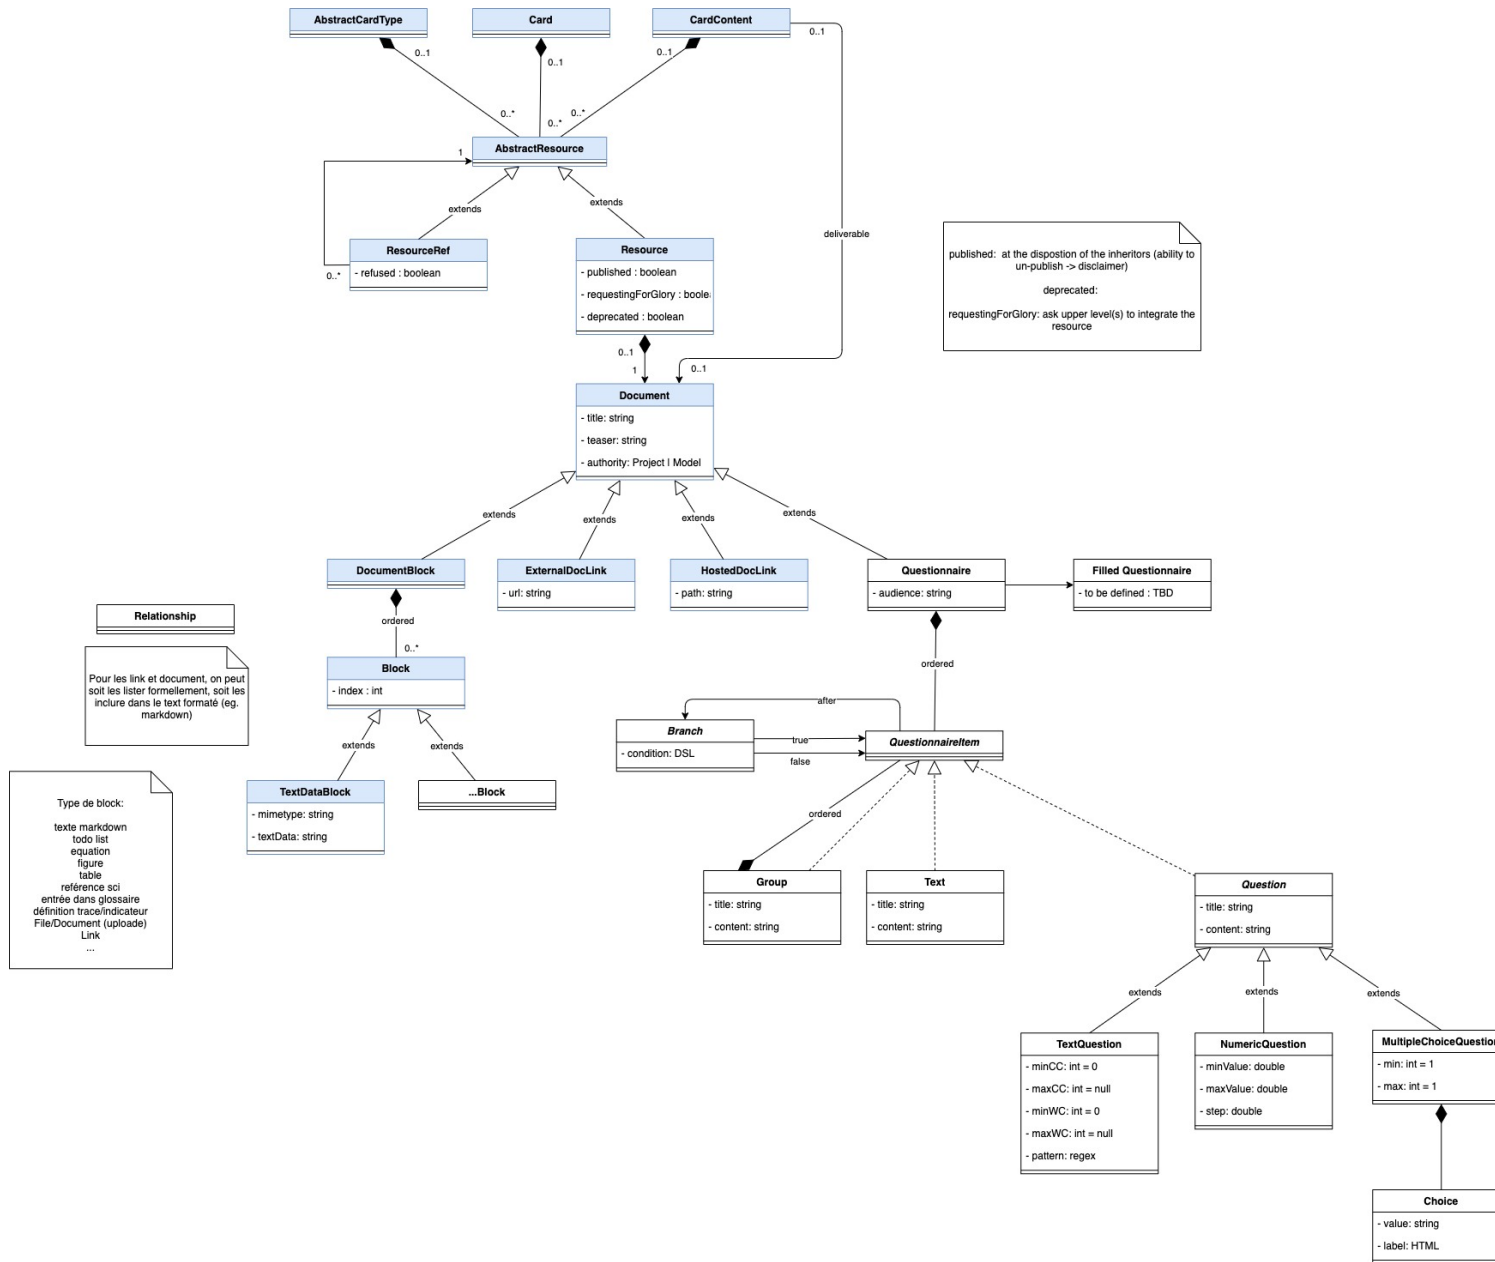 AbstractCardType
Card
CardContent
0..1
0..1
0..1
0..1
0..*
0..*
0..*
AbstractResource
1
extends
extends
deliverable
ResourceRef
- refused : boolean
0..*
Resource
- published : boolean
- requestingForGlory : boole
- deprecated : boolean
published: at the dispostion of the inheritors (ability to
un-publish -> disclaimer)
deprecated:
requestingForGlory: ask upper level(s) to integrate the
resource
0..1
1
0..1
Document
- title: string
- teaser: string
- authority: Project | Model
extends
extends
extends
extends
DocumentBlock
ExternalDocLink
- url: string
HostedDocLink
- path: string
Questionnaire
- audience: string
Filled Questionnaire
- to be defined : TBD
Relationship
ordered
0..*
Pour les link et document, on peut
soit les lister formellement, soit les
inclure dans le text formaté (eg.
markdown)
Block
- index : int
ordered
after
Branch
- condition: DSL
true
false
QuestionnaireItem
extends
extends
TextDataBlock
- mimetype: string
- textData: string
...Block
Type de block:
texte markdown
todo list
equation
figure
table
reférence sci
entrée dans glossaire
définition trace/indicateur
File/Document (uploade)
Link
...
ordered
Group
- title: string
- content: string
Text
- title: string
- content: string
Question
- title: string
- content: string
extends
extends
extends
TextQuestion
- minCC: int = 0
- maxCC: int = null
- minWC: int = 0
- maxWC: int = null
- pattern: regex
NumericQuestion
- minValue: double
- maxValue: double
- step: double
MultipleChoiceQuestion
- min: int = 1
- max: int = 1
Choice
- value: string
- label: HTML